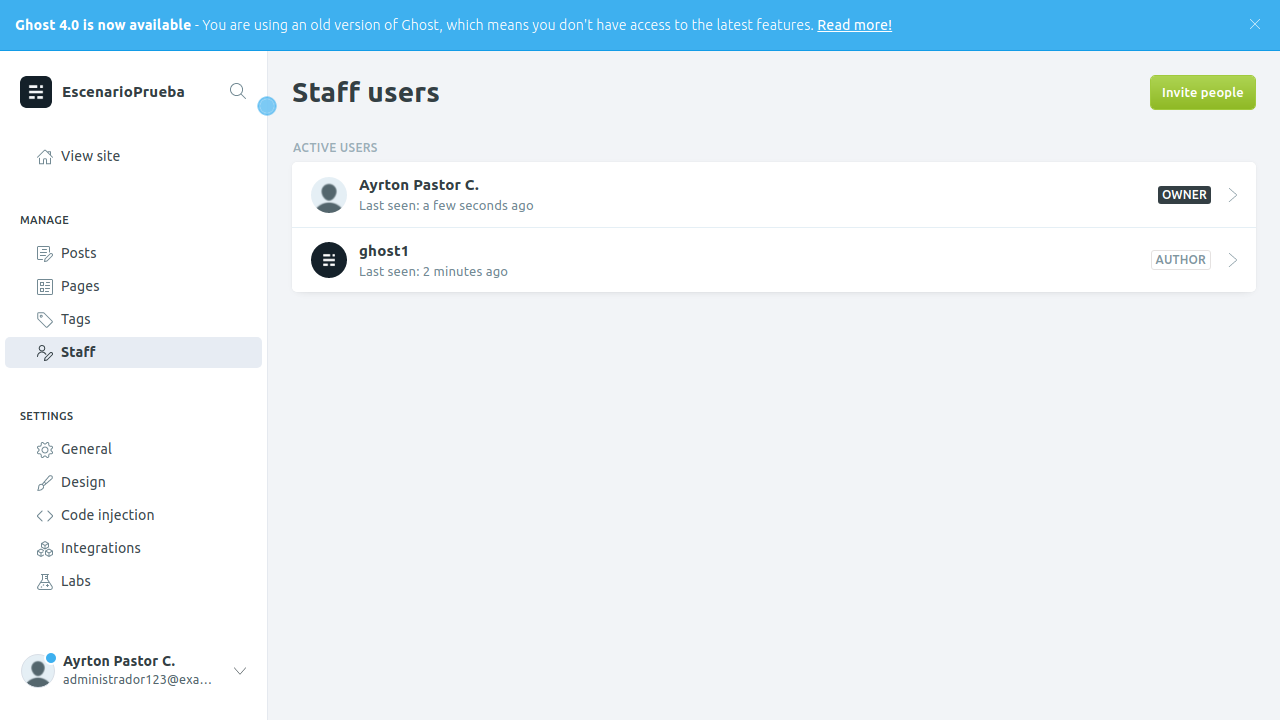 Ghost 4.0 is now available - You are using an old version of Ghost, which means you don't have access to the latest features. Read more!
EscenarioPrueba
View site
MANAGE
Posts
Pages
Tags
Staff
SETTINGS
General
Design
Code injection
Integrations
Labs
Ayrton Pastor C.
administrador123@exa...
Staff users
Invite people
ACTIVE USERS
Ayrton Pastor C.
Last seen: a few seconds ago
OWNER
ghost1
Last seen: 2 minutes ago
AUTHOR